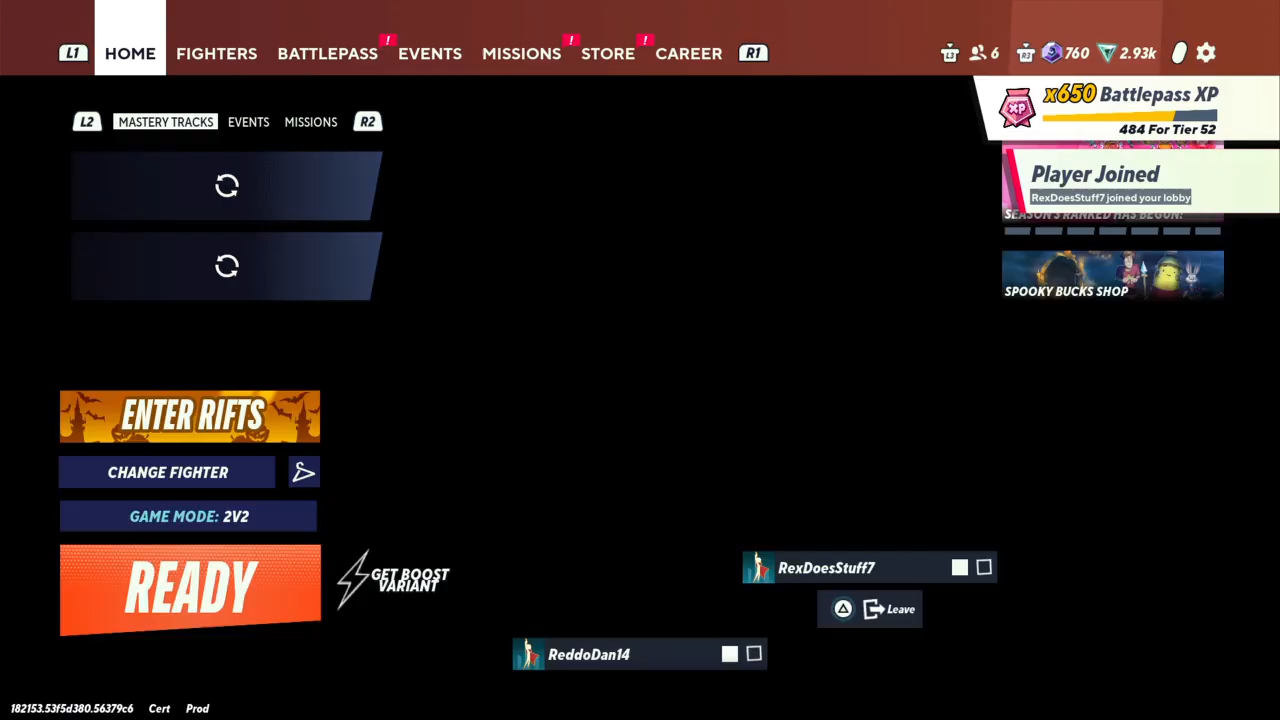 L1 HOME FIGHTERS BATTLEPASS ! EVENTS MISSIONS ! STORE ! CAREER R1 L3 6 R3 760 2.93k
x650 Battlepass XP
XP
484 For Tier 52
L2 MASTERY TRACKS EVENTS MISSIONS R2
Player Joined
RexDoesStuff7 joined your lobby
SEASON'S RANKED HAS BEGUN!
SPOOKY BUCKS SHOP
ENTER RIFTS
CHANGE FIGHTER
GAME MODE: 2V2
READY
GET BOOST
VARIANT
RexDoesStuff7
Leave
ReddoDan14
182153.53f5d380.56379c6 Cert Prod